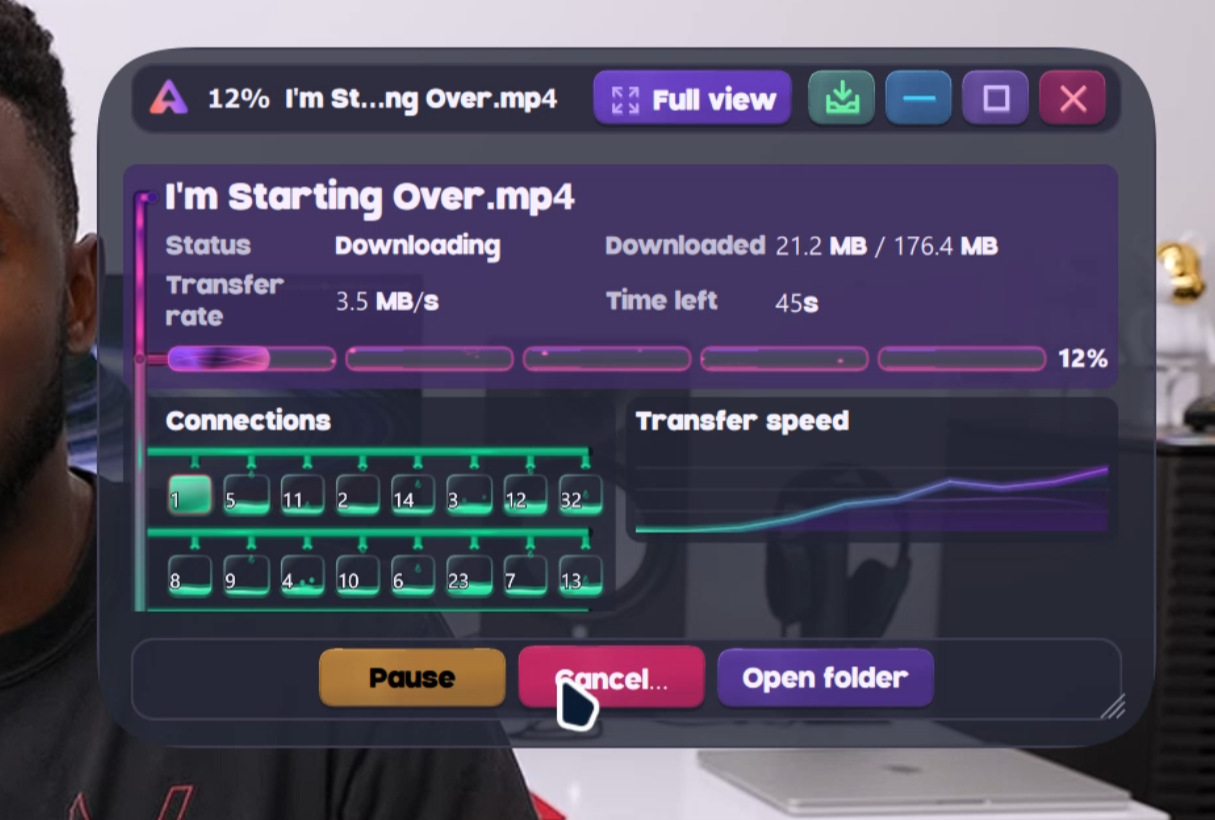 12% I'm St...ng Over.mp4 Full view
I'm Starting Over.mp4
Status Downloading Downloaded 21.2 MB / 176.4 MB
Transfer rate 3.5 MB/s Time left 45s
12%
Connections Transfer speed
1 5 11 2 14 3 12 32
8 9 4 10 6 23 7 13
Pause Cancel... Open folder